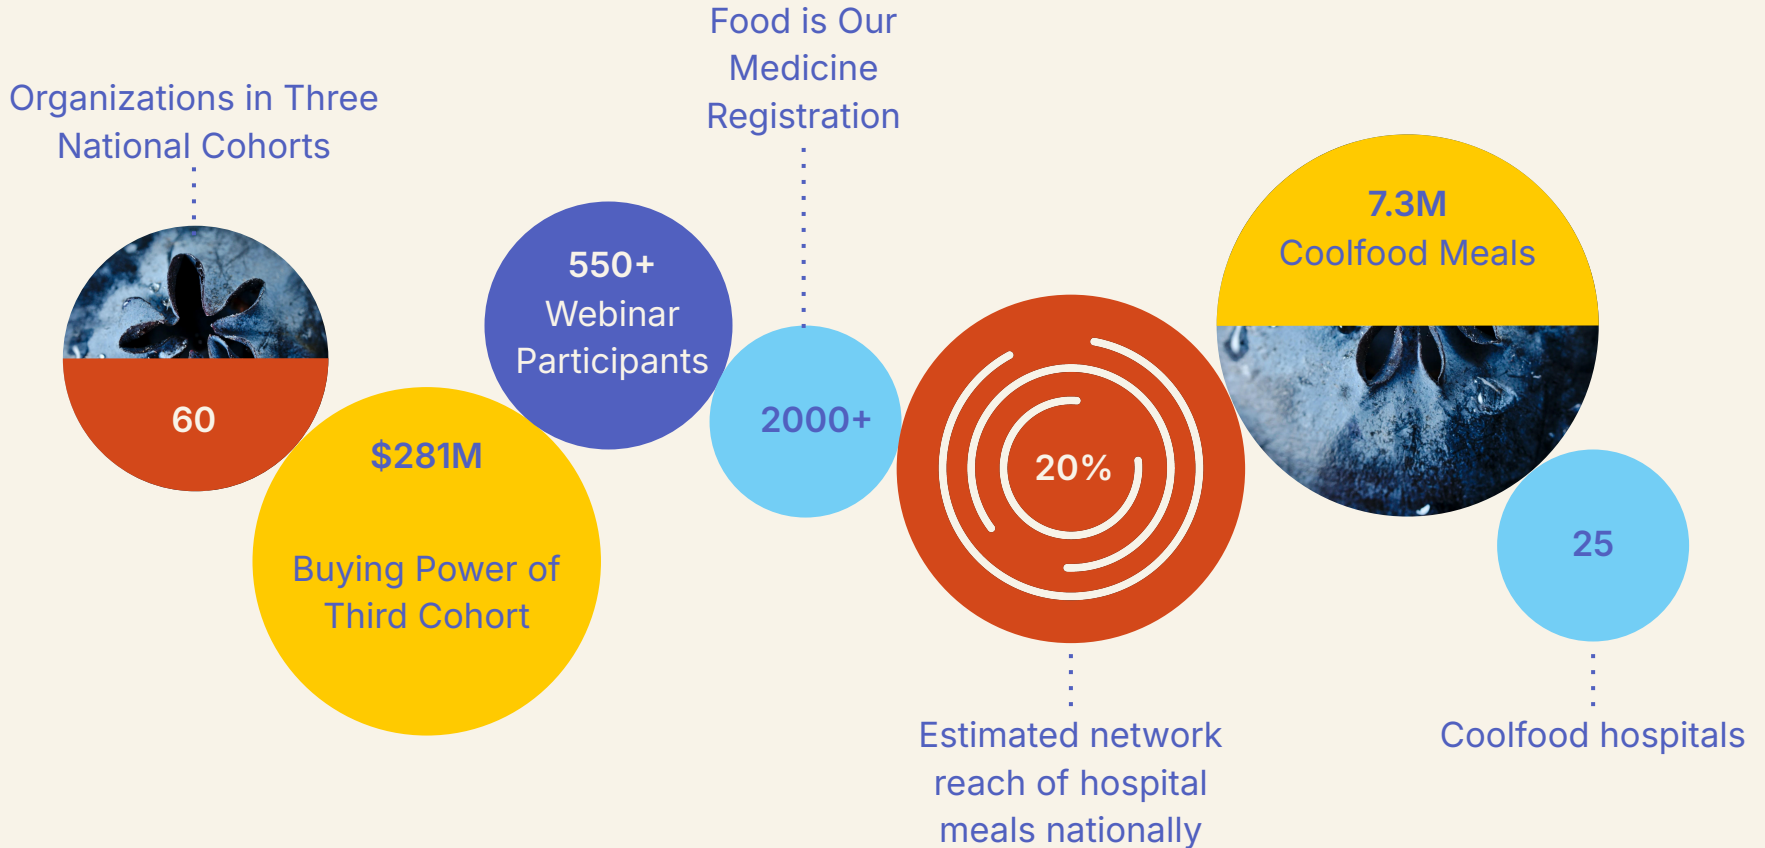 Organizations in Three
National Cohorts
60
$281M
Buying Power of
Third Cohort
550+
Webinar
Participants
Food is Our
Medicine
Registration
2000+
20%
Estimated network
reach of hospital
meals nationally
7.3M
Coolfood Meals
25
Coolfood hospitals